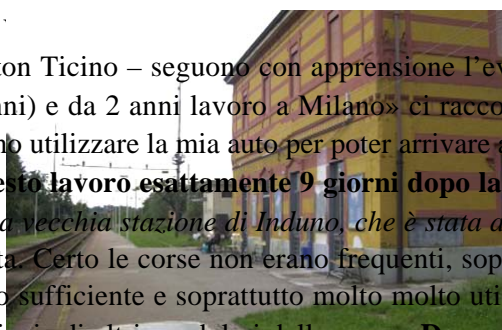 ton Ticino – seguono con apprensione l'ev
nni) e da 2 anni lavoro a Milano» ci racco
no utilizzare la mia auto per poter arrivare a
esto lavoro esattamente 9 giorni dopo la
a vecchia stazione di Induno, che è stata d
ta. Certo le corse non erano frequenti, sop
o sufficiente e soprattutto molto molto uti